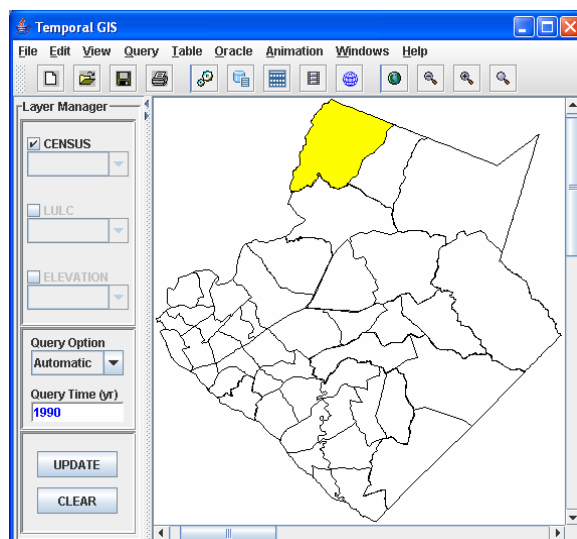 Temporal GIS
File Edit View Query Table Oracle Animation Windows Help
Layer Manager
CENSUS
LULC
ELEVATION
Query Option
Automatic
Query Time (yr)
1990
UPDATE
CLEAR